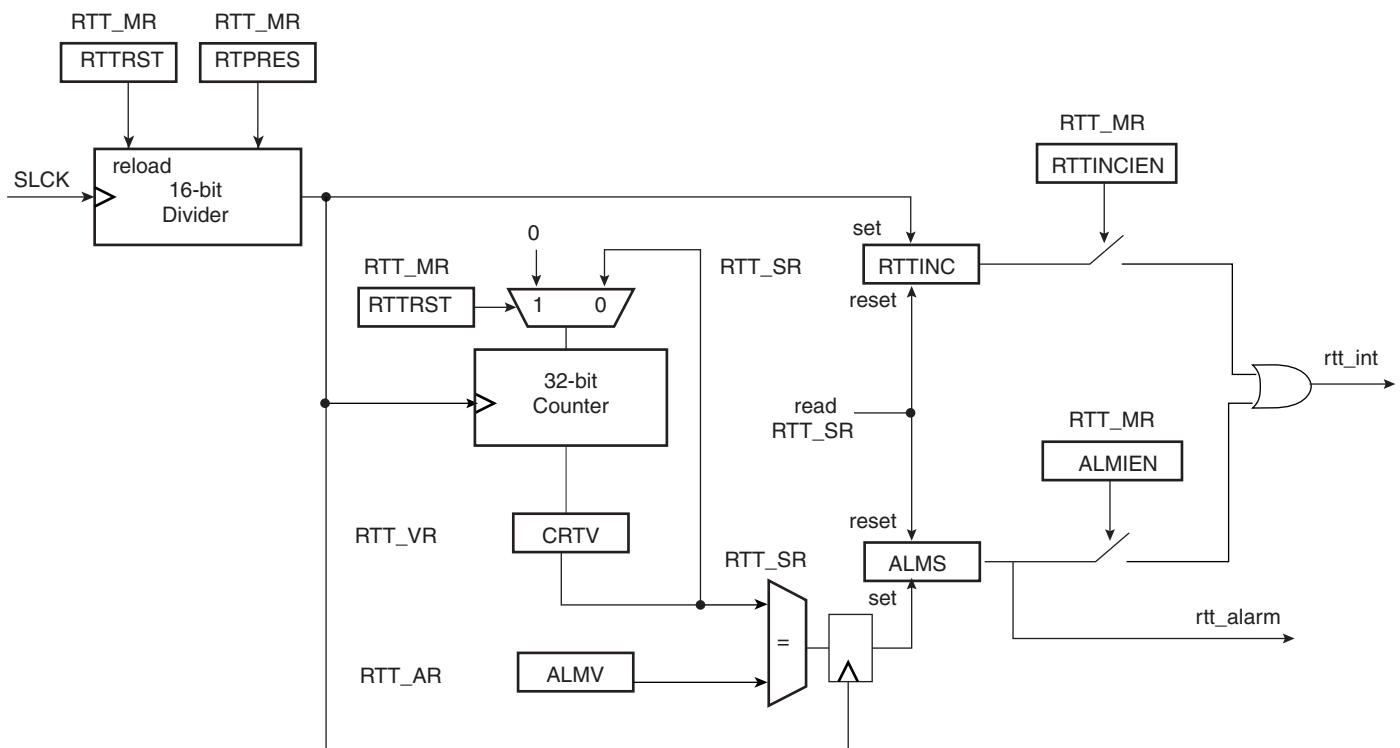 RTT_MR
RTTRST
RTT_MR
RTPRES
SLCK
reload
16-bit
Divider
RTT_MR
RTTINCIEN
0
set
RTT_MR
RTTRST
1 0
RTT_SR
RTTINC
reset
32-bit
Counter
rtt_int
read
RTT_SR
RTT_MR
ALMIEN
reset
RTT_VR
CRTV
RTT_SR
ALMS
set
rtt_alarm
=
RTT_AR
ALMV